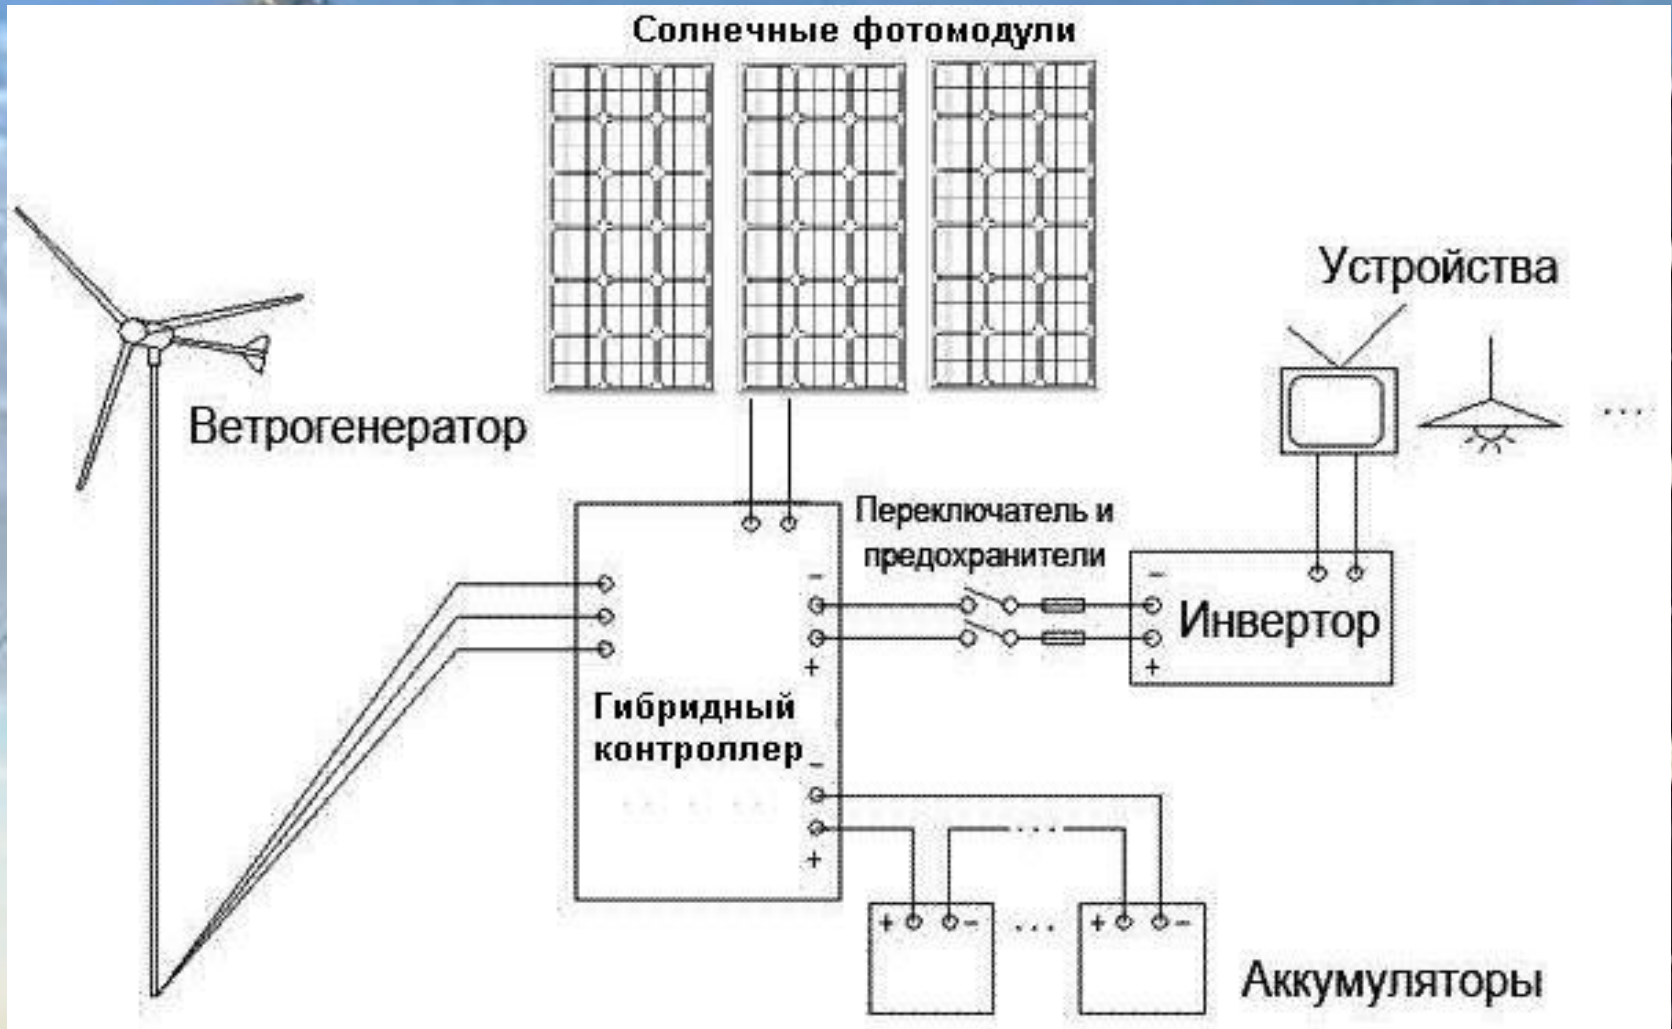 Солнечные фотомодули
Устройства
...
Ветрогенератор
Переключатель и
предохранители
-
+
-
Инвертор
+
Гибридный
контроллер
-
+
...
+ -
...
+ -
Аккумуляторы